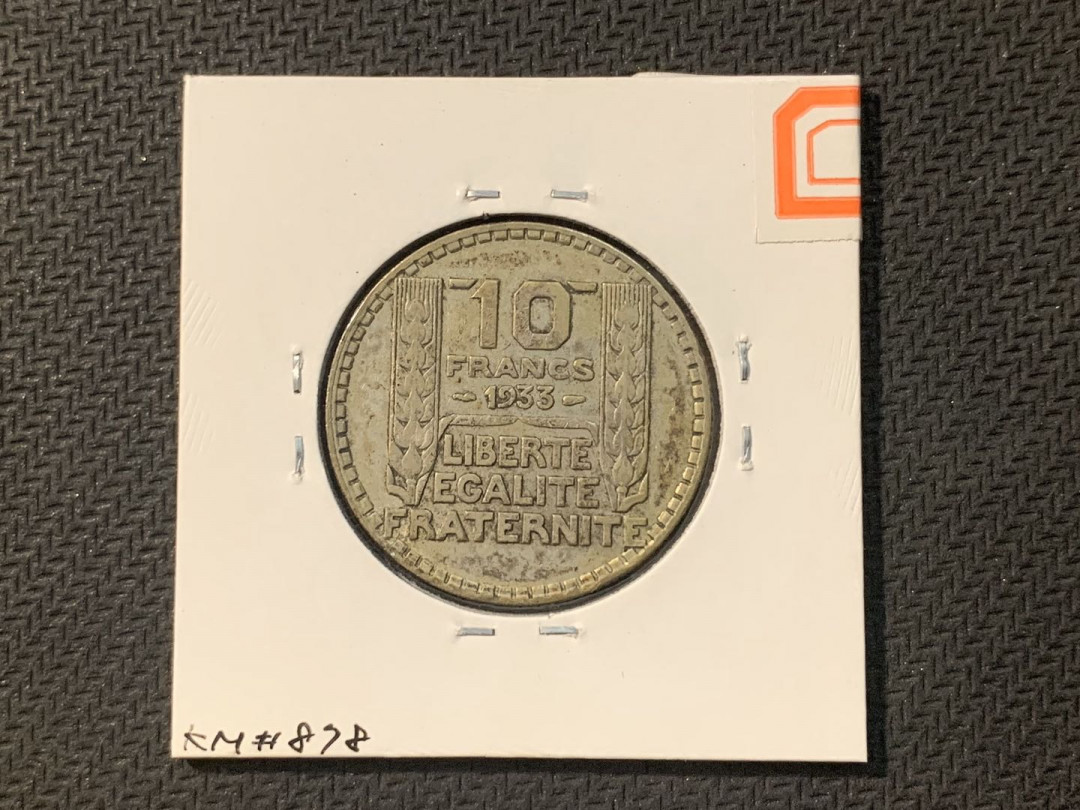 10
FRANCS
- 1933 -
LIBERTE
EGALITE
FRATERNITE
KM#878